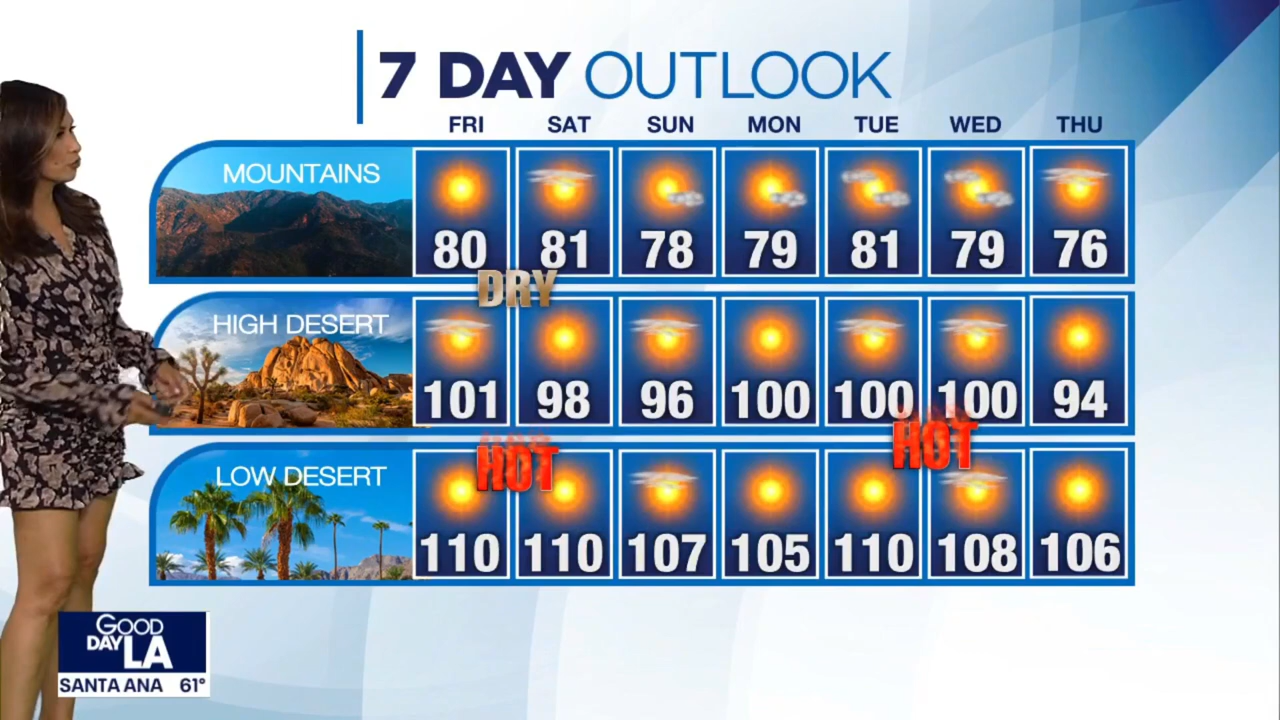 7 DAY OUTLOOK
FRI SAT SUN MON TUE WED THU
MOUNTAINS
80 81 78 79 81 79 76
DRY
HIGH DESERT
101 98 96 100 100 100 94
HOT
HOT
LOW DESERT
110 110 107 105 110 108 106
GOOD
DAY LA
SANTA ANA 61°